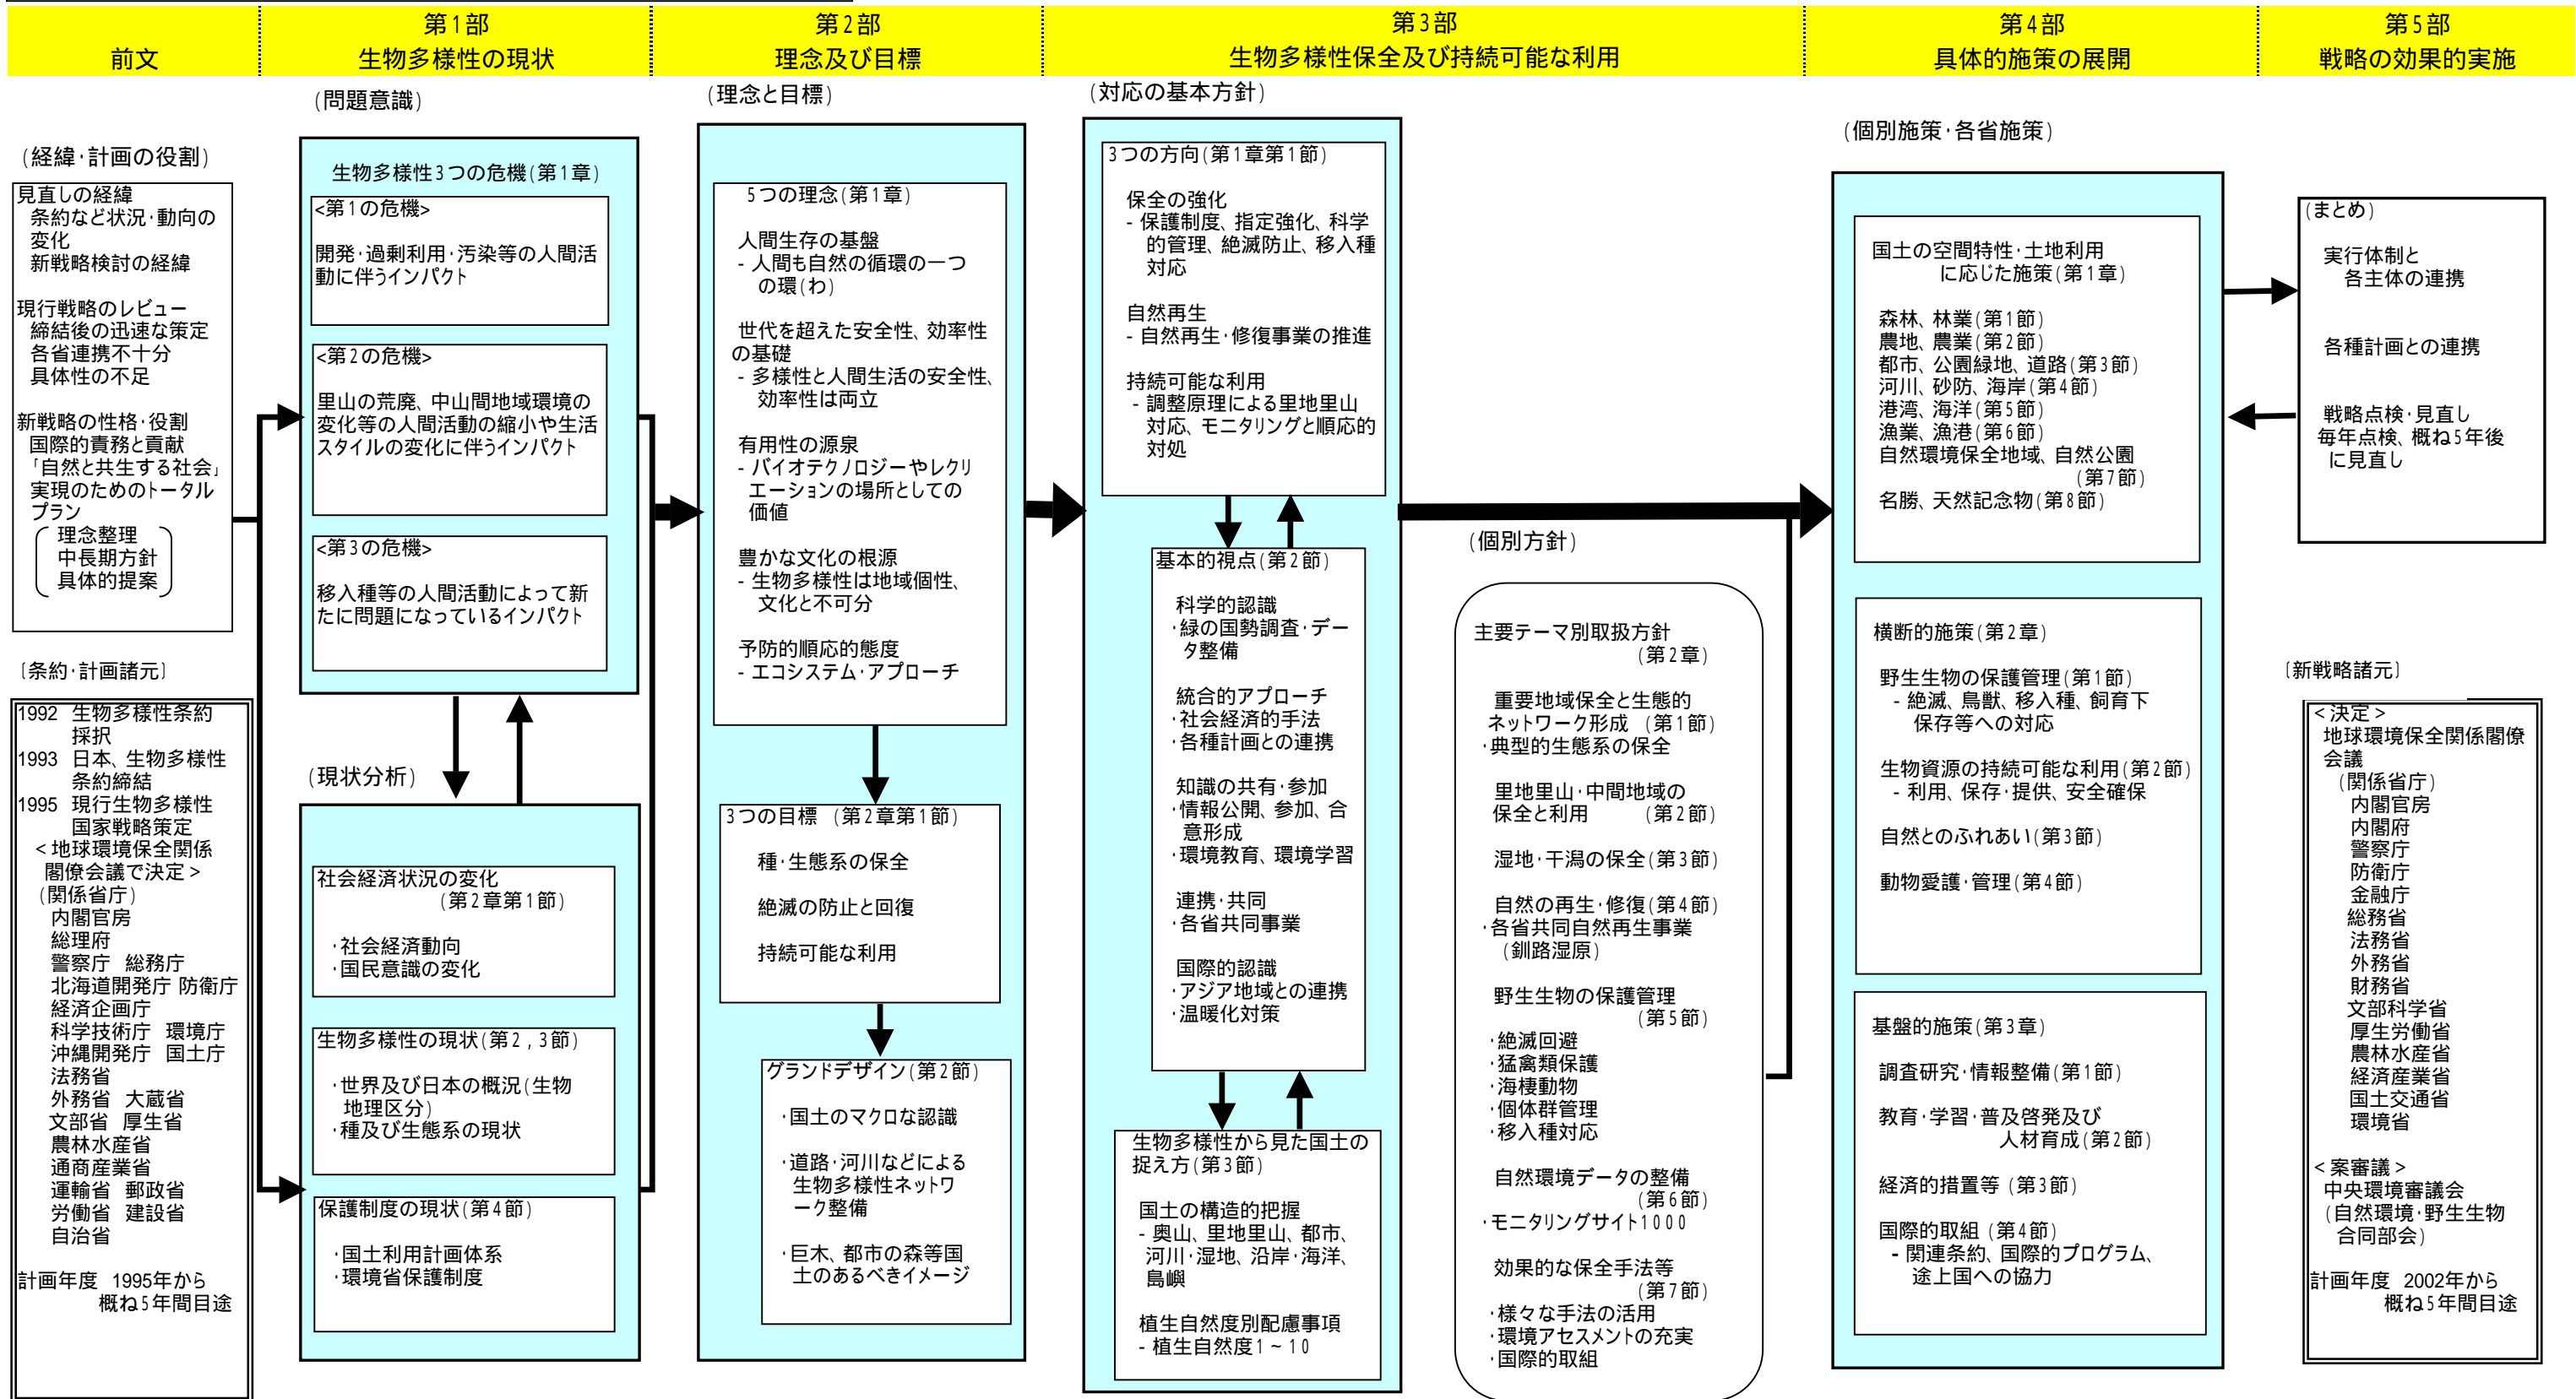 前文
第1部
生物多様性の現状
第2部
理念及び目標
第3部
生物多様性保全及び持続可能な利用
第4部
具体的施策の展開
第5部
戦略の効果的実施
(経緯・計画の役割)
見直しの経緯
条約など状況・動向の
変化
新戦略検討の経緯
現行戦略のレビュー
締結後の迅速な策定
各省連携不十分
具体性の不足
新戦略の性格・役割
国際的責務と貢献
「自然と共生する社会」
実現のためのトータル
プラン
理念整理
中長期方針
具体的提案
〔条約・計画諸元〕
1992 生物多様性条約
採択
1993 日本、生物多様性
条約締結
1995 現行生物多様性
国家戦略策定
<地球環境保全関係
閣僚会議で決定>
(関係省庁)
内閣官房
総理府
警察庁 総務庁
北海道開発庁 防衛庁
経済企画庁
科学技術庁 環境庁
沖縄開発庁 国土庁
法務省
外務省 大蔵省
文部省 厚生省
農林水産省
通商産業省
運輸省 郵政省
労働省 建設省
自治省
計画年度 1995年から
概ね5年間目途
(問題意識)
生物多様性3つの危機(第1章)
<第1の危機>
開発・過剰利用・汚染等の人間活
動に伴うインパクト
<第2の危機>
里山の荒廃、中山間地域環境の
変化等の人間活動の縮小や生活
スタイルの変化に伴うインパクト
<第3の危機>
移入種等の人間活動によって新
たに問題になっているインパクト
(現状分析)
社会経済状況の変化
(第2章第1節)
・社会経済動向
・国民意識の変化
生物多様性の現状(第2,3節)
・世界及び日本の概況(生物
地理区分)
・種及び生態系の現状
保護制度の現状(第4節)
・国土利用計画体系
・環境省保護制度
(理念と目標)
5つの理念(第1章)
人間生存の基盤
- 人間も自然の循環の一つ
の環(わ)
世代を超えた安全性、効率性
の基礎
- 多様性と人間生活の安全性、
効率性は両立
有用性の源泉
- バイオテクノロジーやレクリ
エーションの場所としての
価値
豊かな文化の根源
- 生物多様性は地域個性、
文化と不可分
予防的順応的態度
- エコシステム・アプローチ
3つの目標 (第2章第1節)
種・生態系の保全
絶滅の防止と回復
持続可能な利用
グランドデザイン(第2節)
・国土のマクロな認識
・道路・河川などによる
生物多様性ネットワ
ーク整備
・巨木、都市の森等国
土のあるべきイメージ
(対応の基本方針)
3つの方向(第1章第1節)
保全の強化
- 保護制度、指定強化、科学
的管理、絶滅防止、移入種
対応
自然再生
- 自然再生・修復事業の推進
持続可能な利用
- 調整原理による里地里山
対応、モニタリングと順応的
対処
基本的視点(第2節)
科学的認識
・緑の国勢調査・デー
タ整備
統合的アプローチ
・社会経済的手法
・各種計画との連携
知識の共有・参加
・情報公開、参加、合
意形成
・環境教育、環境学習
連携・共同
・各省共同事業
国際的認識
・アジア地域との連携
・温暖化対策
生物多様性から見た国土の
捉え方(第3節)
国土の構造的把握
- 奥山、里地里山、都市、
河川・湿地、沿岸・海洋、
島嶼
植生自然度別配慮事項
- 植生自然度1~10
(個別方針)
主要テーマ別取扱方針
(第2章)
重要地域保全と生態的
ネットワーク形成 (第1節)
・典型的生態系の保全
里地里山・中間地域の
保全と利用 (第2節)
湿地・干潟の保全(第3節)
自然の再生・修復(第4節)
・各省共同自然再生事業
(釧路湿原)
野生生物の保護管理
(第5節)
・絶滅回避
・猛禽類保護
・海棲動物
・個体群管理
・移入種対応
自然環境データの整備
(第6節)
・モニタリングサイト1000
効果的な保全手法等
(第7節)
・様々な手法の活用
・環境アセスメントの充実
・国際的取組
(個別施策・各省施策)
国土の空間特性・土地利用
に応じた施策(第1章)
森林、林業(第1節)
農地、農業(第2節)
都市、公園緑地、道路(第3節)
河川、砂防、海岸(第4節)
港湾、海洋(第5節)
漁業、漁港(第6節)
自然環境保全地域、自然公園
(第7節)
名勝、天然記念物(第8節)
横断的施策(第2章)
野生生物の保護管理(第1節)
- 絶滅、鳥獣、移入種、飼育下
保存等への対応
生物資源の持続可能な利用(第2節)
- 利用、保存・提供、安全確保
自然とのふれあい(第3節)
動物愛護・管理(第4節)
基盤的施策(第3章)
調査研究・情報整備(第1節)
教育・学習・普及啓発及び
人材育成(第2節)
経済的措置等 (第3節)
国際的取組 (第4節)
- 関連条約、国際的プログラム、
途上国への協力
(まとめ)
実行体制と
各主体の連携
各種計画との連携
戦略点検・見直し
毎年点検、概ね5年後
に見直し
〔新戦略諸元〕
<決定>
地球環境保全関係閣僚
会議
(関係省庁)
内閣官房
内閣府
警察庁
防衛庁
金融庁
総務省
法務省
外務省
財務省
文部科学省
厚生労働省
農林水産省
経済産業省
国土交通省
環境省
<案審議>
中央環境審議会
(自然環境・野生生物
合同部会)
計画年度 2002年から
概ね5年間目途